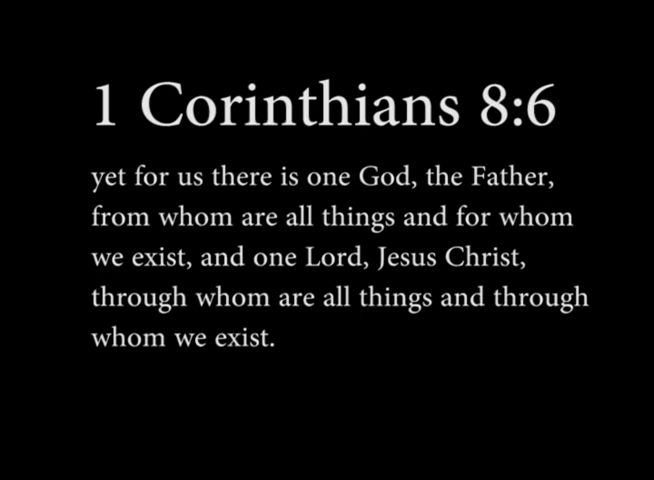 1 Corinthians 8:6
yet for us there is one God, the Father,
from whom are all things and for whom
we exist, and one Lord, Jesus Christ,
through whom are all things and through
whom we exist.